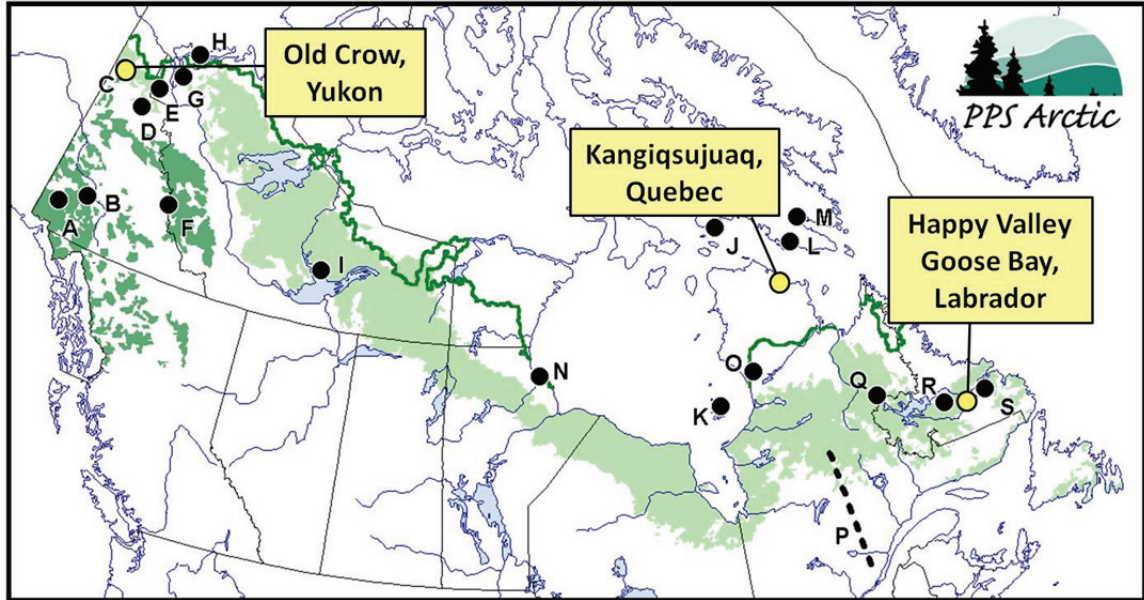 H
Old Crow,
Yukon
C
E
G
D
PPS Arctic
Kangiqsujuaq,
Quebec
A
B
F
J
M
L
Happy Valley
Goose Bay,
Labrador
I
N
O
K
Q
R
S
P